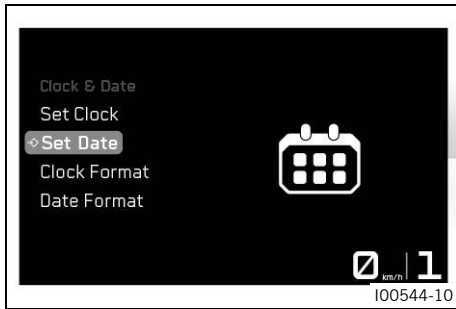 Clock & Date
Set Clock
Set Date
Clock Format
Date Format
0 km/h 1
I00544-10